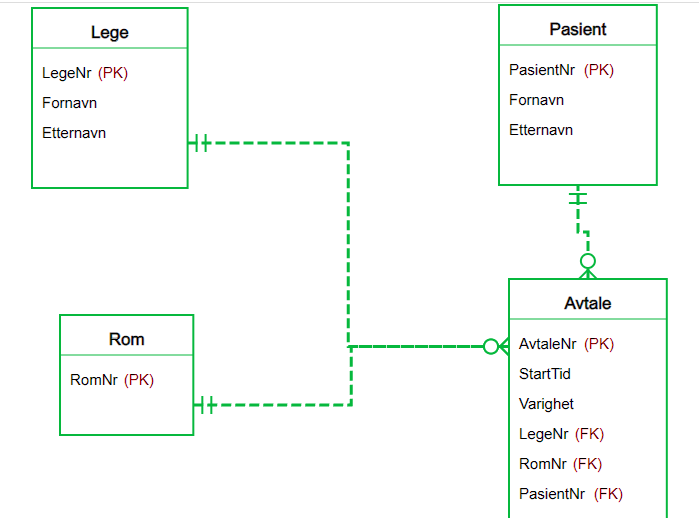 Lege
LegeNr (PK)
Fornavn
Etternavn
Pasient
PasientNr (PK)
Fornavn
Etternavn
Rom
RomNr (PK)
Avtale
AvtaleNr (PK)
StartTid
Varighet
LegeNr (FK)
RomNr (FK)
PasientNr (FK)